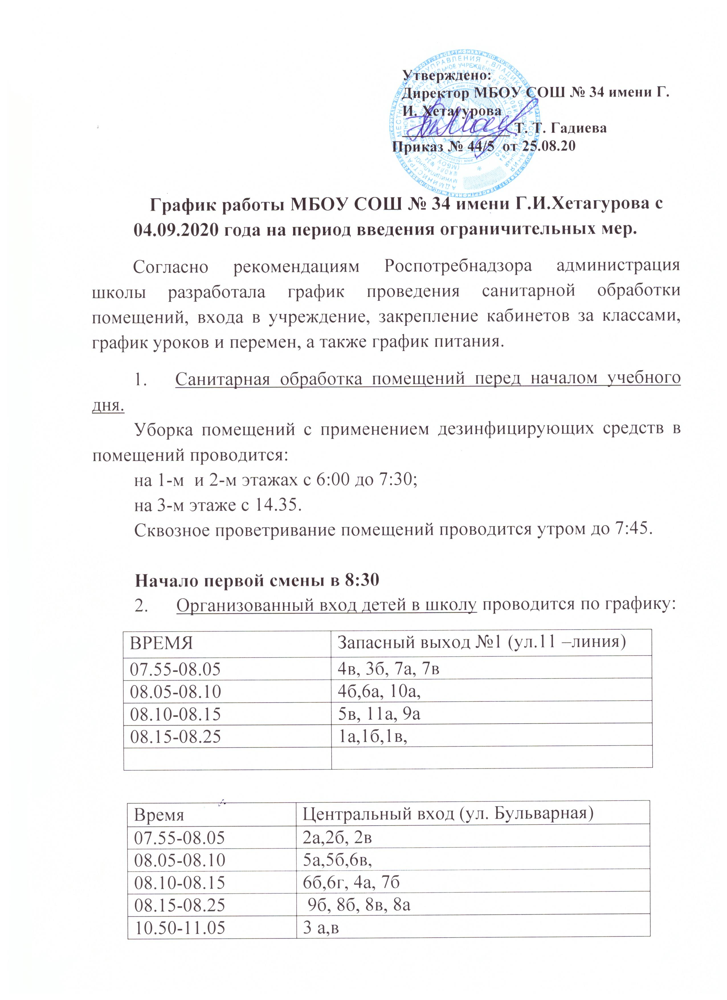 Утверждено:
Директор МБОУ СОШ № 34 имени Г.
И. Хетагурова
Т. Т. Гадиева
Приказ № 44/5 от 25.08.20
График работы МБОУ СОШ № 34 имени Г.И.Хетагурова с
04.09.2020 года на период введения ограничительных мер.
Согласно рекомендациям Роспотребнадзора администрация
школы разработала график проведения санитарной обработки
помещений, входа в учреждение, закрепление кабинетов за классами,
график уроков и перемен, а также график питания.
1. Санитарная обработка помещений перед началом учебного
дня.
Уборка помещений с применением дезинфицирующих средств в
помещений проводится:
на 1-м и 2-м этажах с 6:00 до 7:30;
на 3-м этаже с 14.35.
Сквозное проветривание помещений проводится утром до 7:45.
Начало первой смены в 8:30
2. Организованный вход детей в школу проводится по графику:
ВРЕМЯ Запасный выход №1 (ул.11 –линия)
07.55-08.05 4в, 3б, 7а, 7в
08.05-08.10 4б,6а, 10а,
08.10-08.15 5в, 11а, 9а
08.15-08.25 1а,1б,1в,
Время Центральный вход (ул. Бульварная)
07.55-08.05 2а,2б, 2в
08.05-08.10 5а,5б,6в,
08.10-08.15 6б,6г, 4а, 7б
08.15-08.25 9б, 8б, 8в, 8а
10.50-11.05 3 а,в